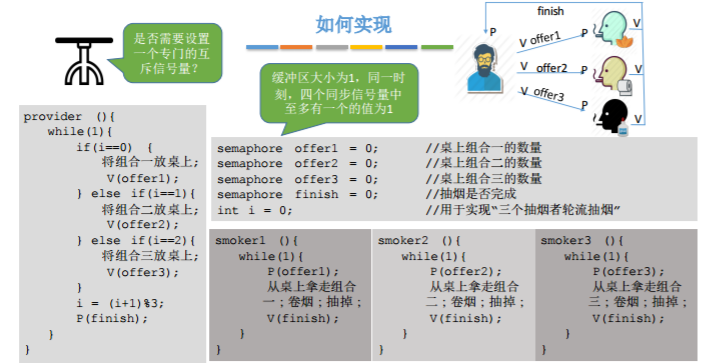 如何实现
是否需要设置
一个专门的互
斥信号量？
缓冲区大小为1，同一时
刻，四个同步信号量中
至多有一个的值为1
finish
P
V offer1 P V
V offer2 P V
V offer3 P V
provider (){
while(1){
if(i==0) {
将组合一放桌上;
V(offer1);
} else if(i==1){
将组合二放桌上;
V(offer2);
} else if(i==2){
将组合三放桌上;
V(offer3);
}
i = (i+1)%3;
P(finish);
}
}
semaphore offer1 = 0; //桌上组合一的数量
semaphore offer2 = 0; //桌上组合二的数量
semaphore offer3 = 0; //桌上组合三的数量
semaphore finish = 0; //抽烟是否完成
int i = 0; //用于实现“三个抽烟者轮流抽烟”
smoker1 (){
while(1){
P(offer1);
从桌上拿走组合
一；卷烟；抽掉；
V(finish);
}
}
smoker2 (){
while(1){
P(offer2);
从桌上拿走组合
二；卷烟；抽掉；
V(finish);
}
}
smoker3 (){
while(1){
P(offer3);
从桌上拿走组合
三；卷烟；抽掉；
V(finish);
}
}